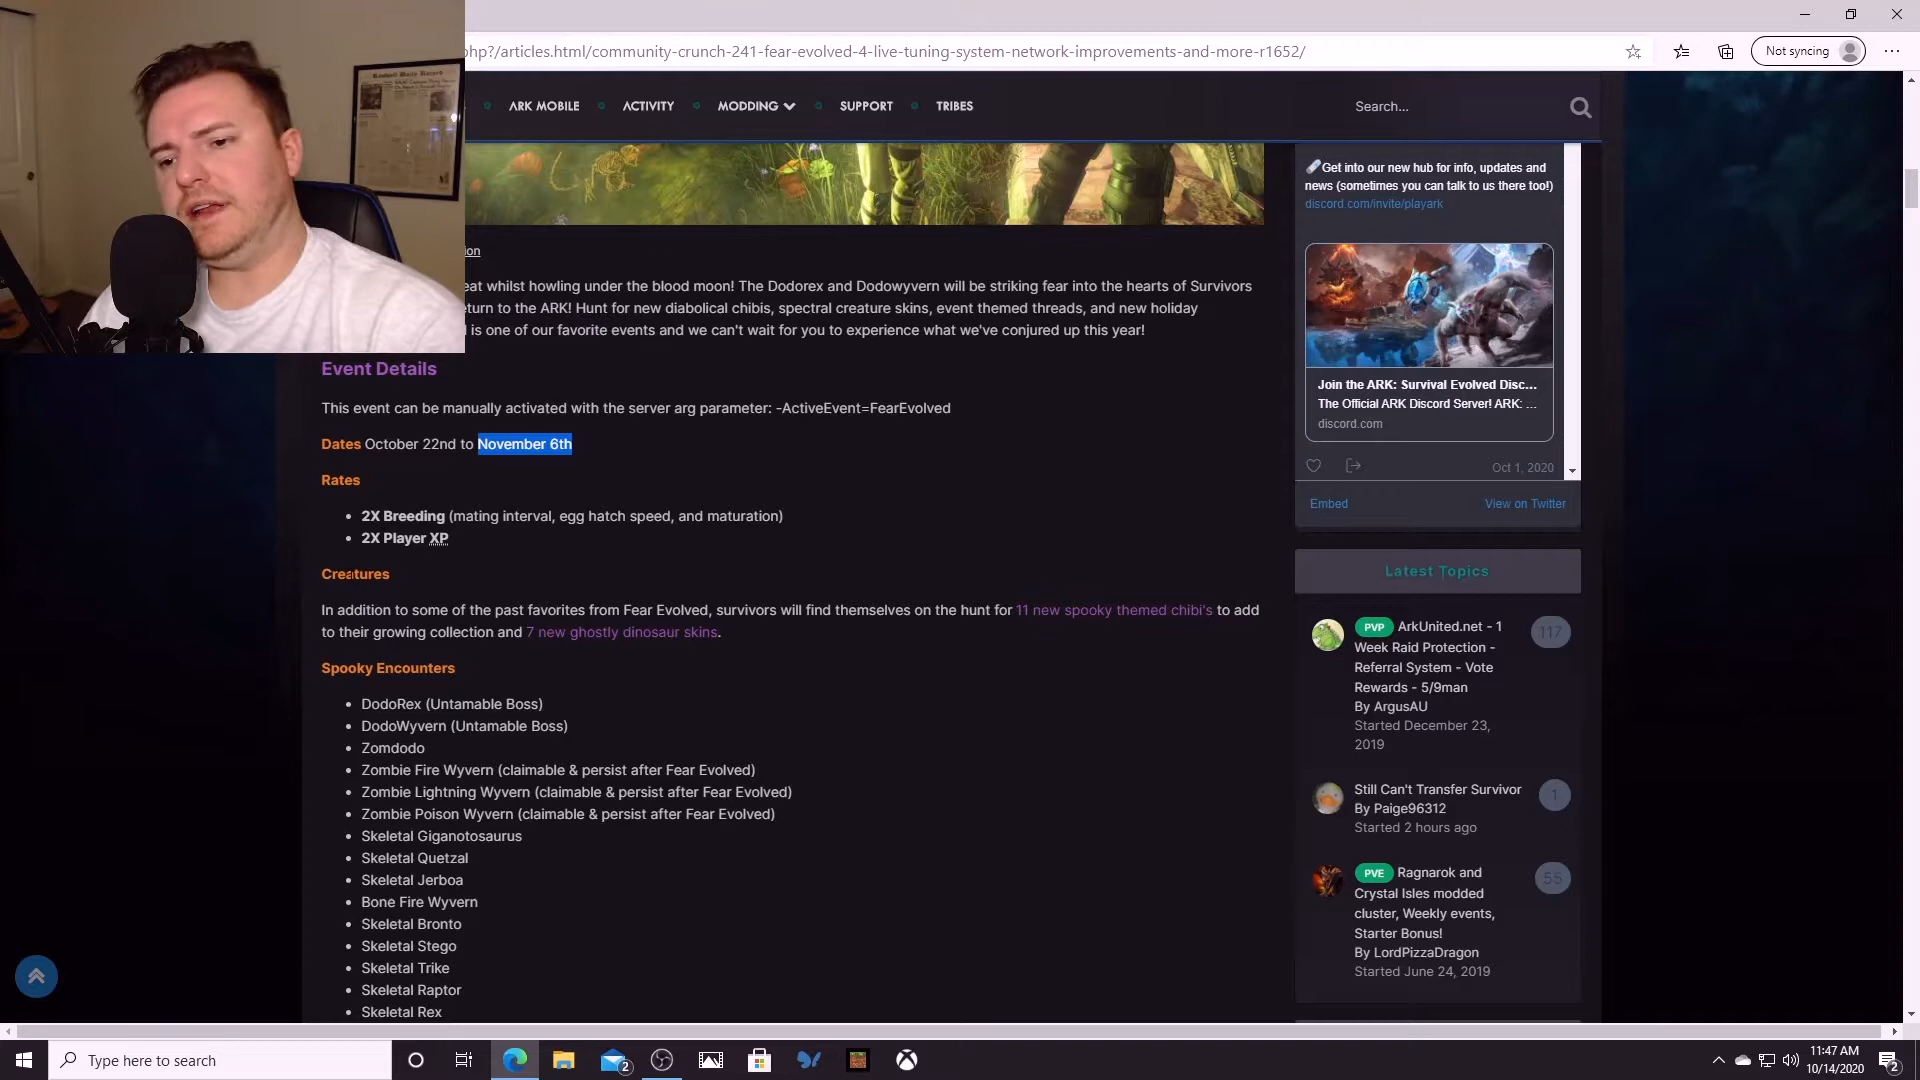 Not syncing
php?/articles.html/community-crunch-241-fear-evolved-4-live-tuning-system-network-improvements-and-more-r1652/
ARK MOBILE
ACTIVITY
MODDING
SUPPORT
TRIBES
Search...
ion
eat whilst howling under the blood moon! The Dodorex and Dodowyvern will be striking fear into the hearts of Survivors
eturn to the ARK! Hunt for new diabolical chibis, spectral creature skins, event themed threads, and new holiday
is one of our favorite events and we can't wait for you to experience what we've conjured up this year!
Event Details
This event can be manually activated with the server arg parameter: -ActiveEvent=FearEvolved
Dates October 22nd to November 6th
Rates
2X Breeding (mating interval, egg hatch speed, and maturation)
2X Player XP
Creatures
In addition to some of the past favorites from Fear Evolved, survivors will find themselves on the hunt for 11 new spooky themed chibi's to add
to their growing collection and 7 new ghostly dinosaur skins.
Spooky Encounters
DodoRex (Untamable Boss)
DodoWyvern (Untamable Boss)
Zomdodo
Zombie Fire Wyvern (claimable & persist after Fear Evolved)
Zombie Lightning Wyvern (claimable & persist after Fear Evolved)
Zombie Poison Wyvern (claimable & persist after Fear Evolved)
Skeletal Giganotosaurus
Skeletal Quetzal
Skeletal Jerboa
Bone Fire Wyvern
Skeletal Bronto
Skeletal Stego
Skeletal Trike
Skeletal Raptor
Skeletal Rex
Get into our new hub for info, updates and
news (sometimes you can talk to us there too!)
discord.com/invite/playark
Join the ARK: Survival Evolved Disc...
The Official ARK Discord Server! ARK: ...
discord.com
Oct 1, 2020
Embed
View on Twitter
Latest Topics
PVP ArkUnited.net - 1
Week Raid Protection -
Referral System - Vote
Rewards - 5/9man
By ArgusAU
Started December 23,
2019
117
Still Can't Transfer Survivor
By Paige96312
Started 2 hours ago
1
PVE Ragnarok and
Crystal Isles modded
cluster, Weekly events,
Starter Bonus!
By LordPizzaDragon
Started June 24, 2019
55
Type here to search
2
11:47 AM
10/14/2020
2